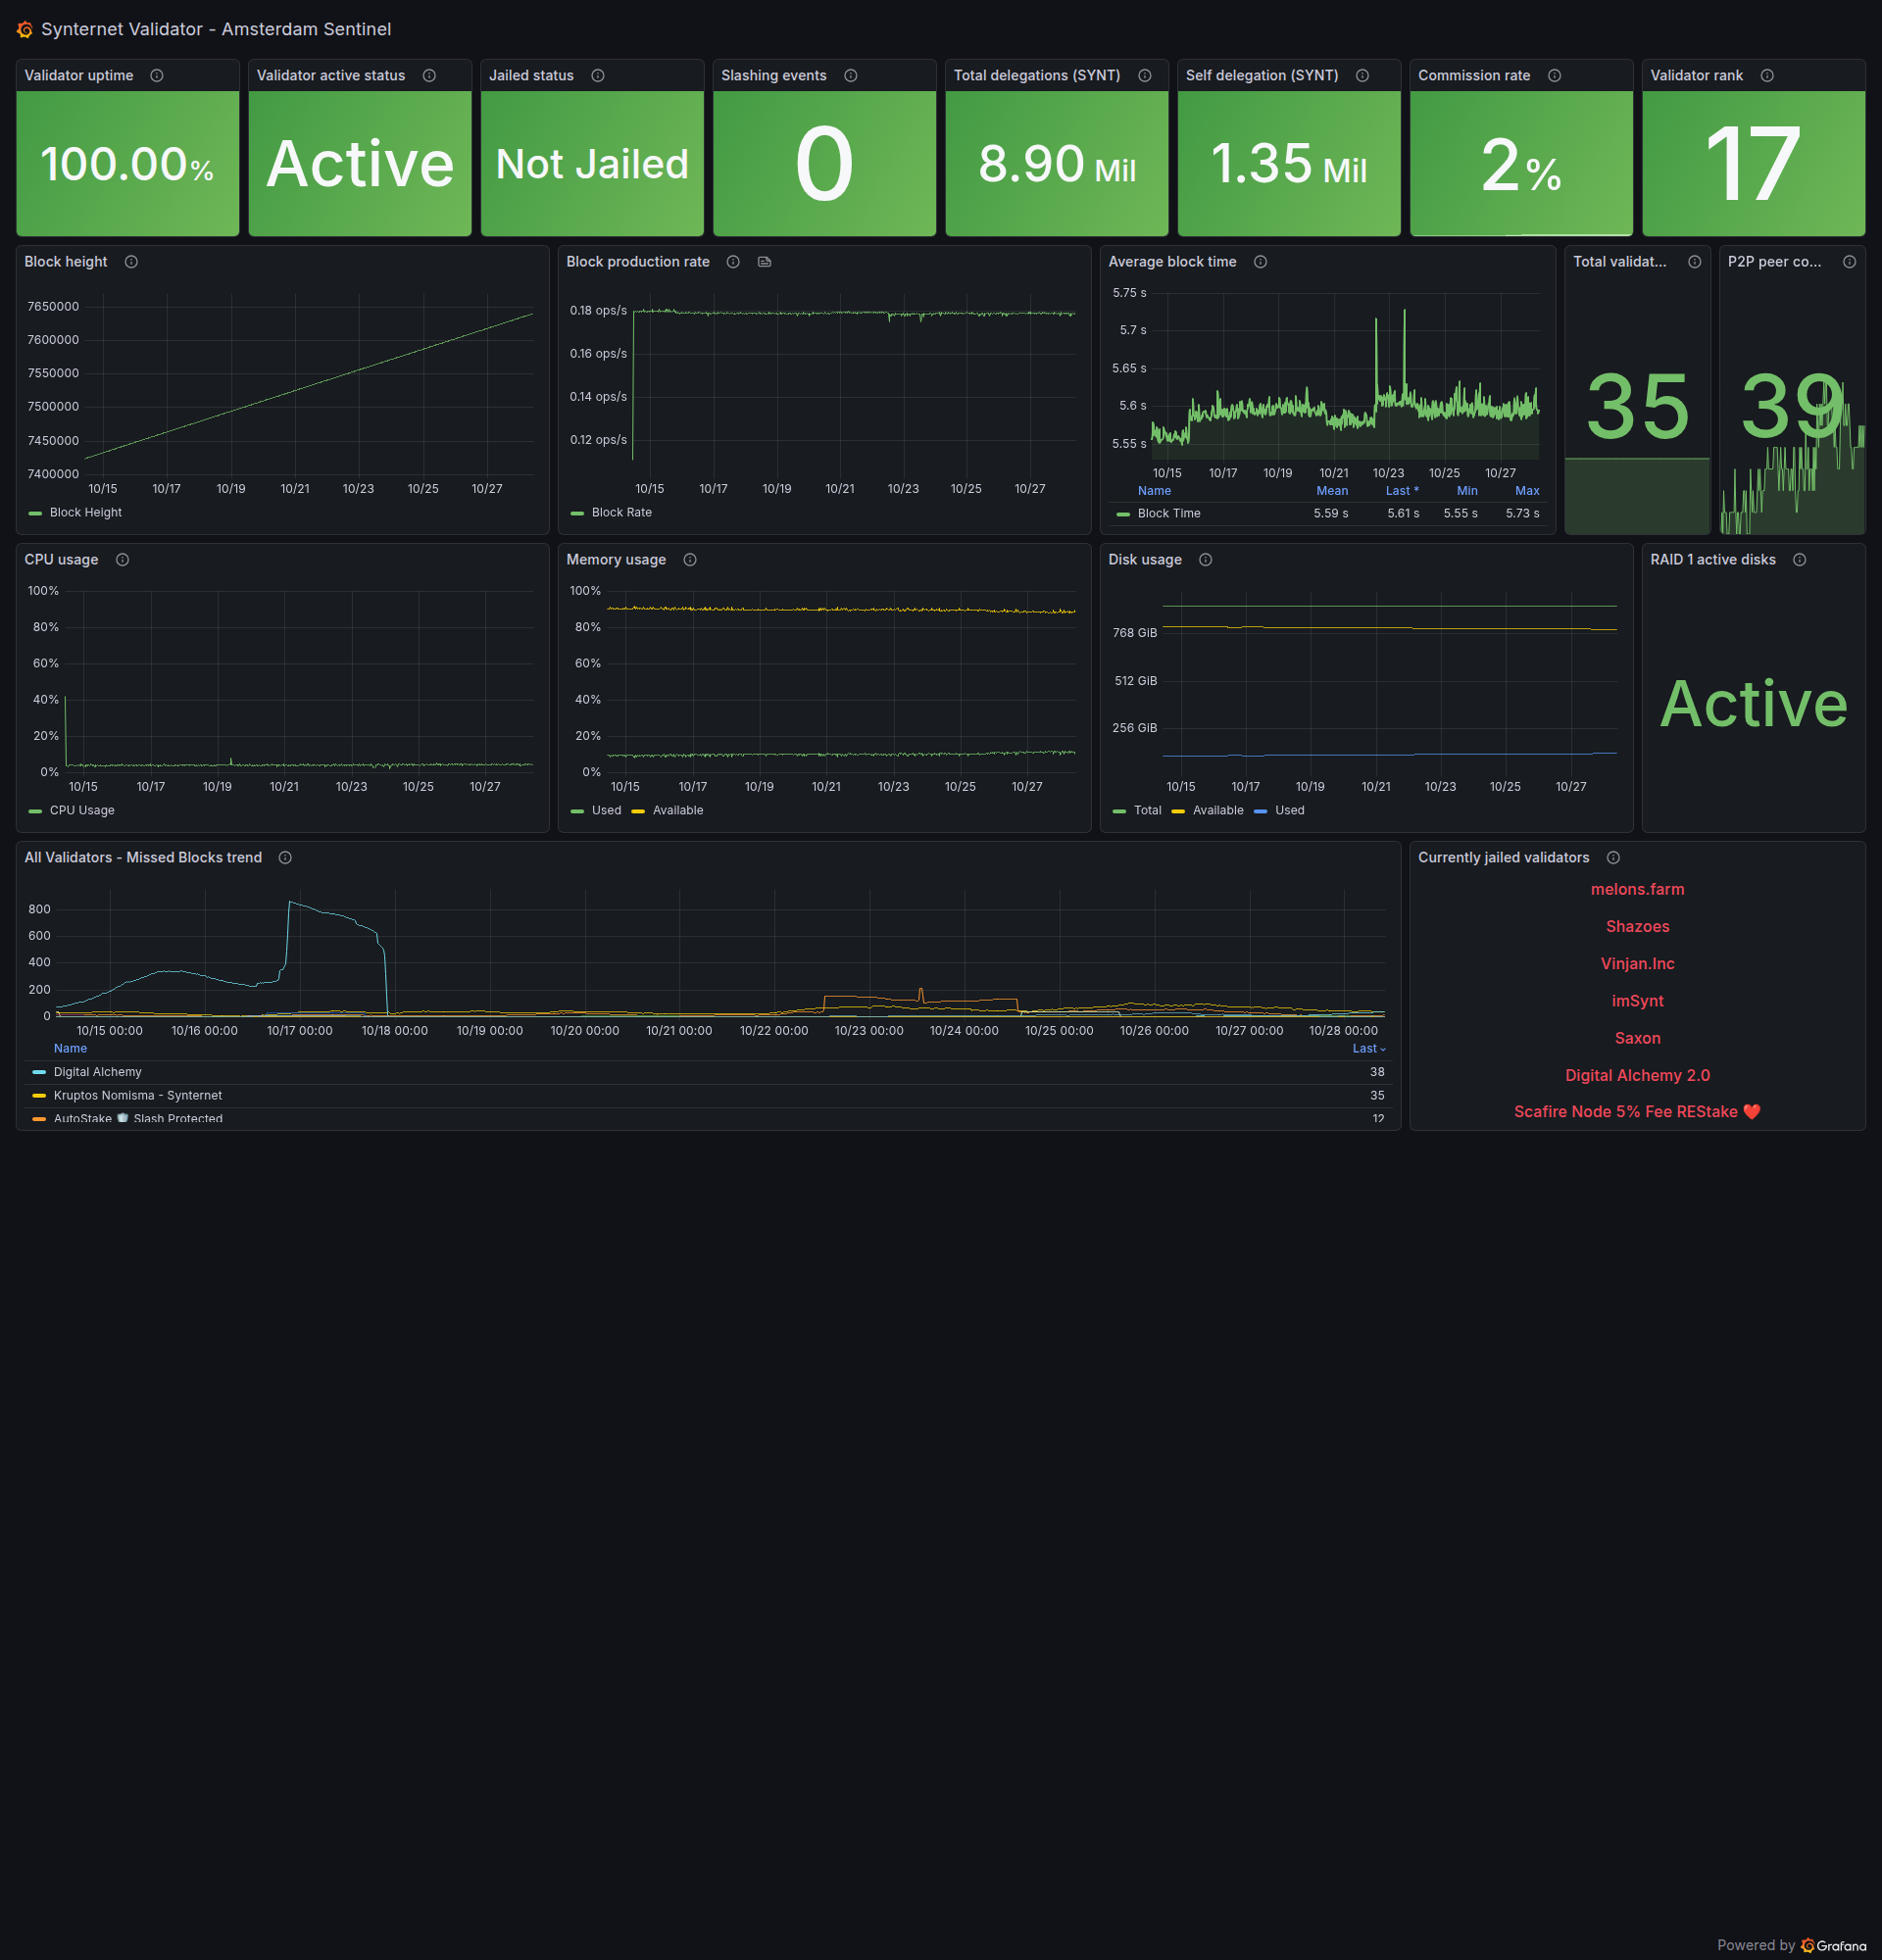 Synternet Validator - Amsterdam Sentinel
Validator uptime
100.00%
Validator active status
Active
Jailed status
Not Jailed
Slashing events
0
Total delegations (SYNT)
8.90 Mil
Self delegation (SYNT)
1.35 Mil
Commission rate
2%
Validator rank
17
Block height
7650000
7600000
7550000
7500000
7450000
7400000
10/15 10/17 10/19 10/21 10/23 10/25 10/27
Block Height
Block production rate
0.18 ops/s
0.16 ops/s
0.14 ops/s
0.12 ops/s
10/15 10/17 10/19 10/21 10/23 10/25 10/27
Block Rate
Average block time
5.75 s
5.7 s
5.65 s
5.6 s
5.55 s
10/15 10/17 10/19 10/21 10/23 10/25 10/27
Name Mean Last * Min Max
Block TIme 5.59 s 5.61 s 5.55 s 5.73 s
Total validat...
35
P2P peer co...
39
CPU usage
100%
80%
60%
40%
20%
0%
10/15 10/17 10/19 10/21 10/23 10/25 10/27
CPU Usage
Memory usage
100%
80%
60%
40%
20%
0%
10/15 10/17 10/19 10/21 10/23 10/25 10/27
Used Available
Disk usage
768 GiB
512 GiB
256 GiB
10/15 10/17 10/19 10/21 10/23 10/25 10/27
Total Available Used
RAID 1 active disks
Active
All Validators - Missed Blocks trend
800
600
400
200
0
10/15 00:00 10/16 00:00 10/17 00:00 10/18 00:00 10/19 00:00 10/20 00:00 10/21 00:00 10/22 00:00 10/23 00:00 10/24 00:00 10/25 00:00 10/26 00:00 10/27 00:00 10/28 00:00
Name Last
Digital Alchemy 38
Kruptos Nomisma - Synternet 35
AutoStake 🛡️ Slash Protected 12
Currently jailed validators
melons.farm
Shazoes
Vinjan.Inc
imSynt
Saxon
Digital Alchemy 2.0
Scafire Node 5% Fee REStake ❤️
Powered by Grafana